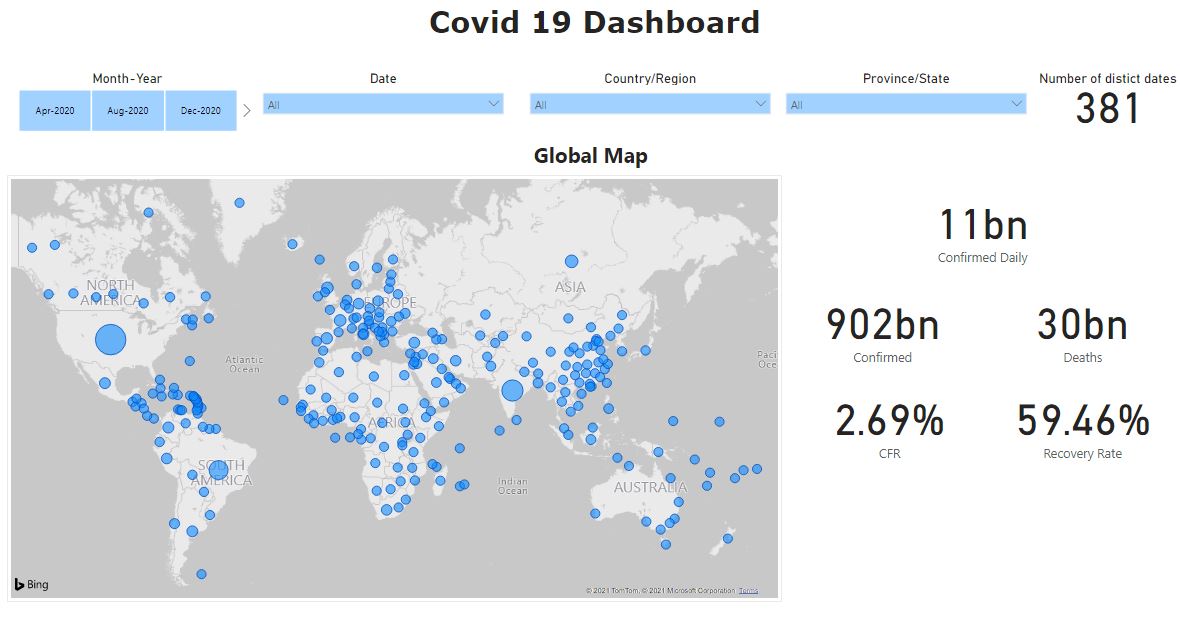 Covid 19 Dashboard
Month-Year
Date
Country/Region
Province/State
Number of distict dates
Apr-2020
Aug-2020
Dec-2020
All
All
All
381
Global Map
NORTH
AMERICA
EUROPE
ASIA
Atlantic
Ocean
Paci
Oce
AFRICA
SOUTH
AMERICA
Indian
Ocean
AUSTRALIA
Bing
© 2021 TomTom, © 2021 Microsoft Corporation Terms
11bn
Confirmed Daily
902bn
Confirmed
30bn
Deaths
2.69%
CFR
59.46%
Recovery Rate